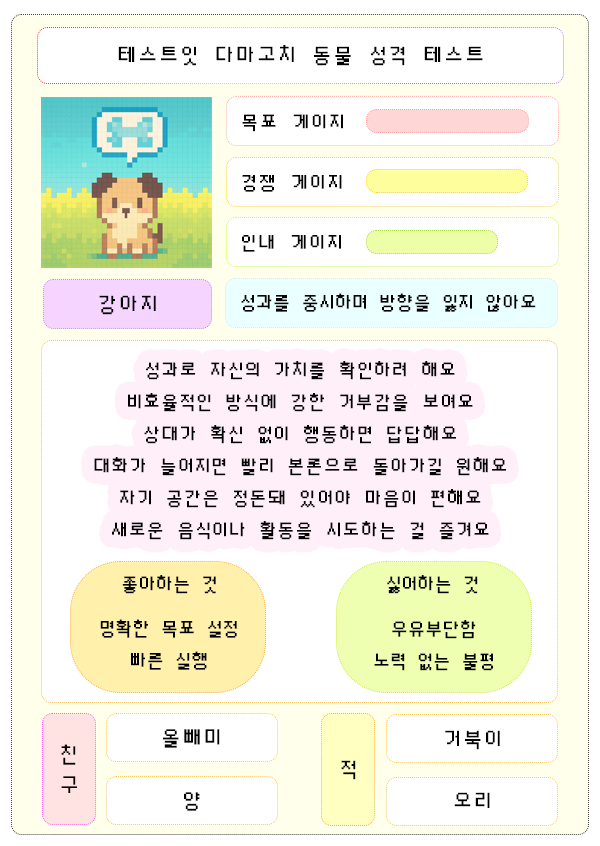 테스트잇 다마고치 동물 성격 테스트
목표 게이지
경쟁 게이지
인내 게이지
강아지
성과를 중시하며 방향을 잃지 않아요
성과로 자신의 가치를 확인하려 해요
비효율적인 방식에 강한 거부감을 보여요
상대가 확신 없이 행동하면 답답해요
대화가 늘어지면 빨리 본론으로 돌아가길 원해요
자기 공간은 정돈돼 있어야 마음이 편해요
새로운 음식이나 활동을 시도하는 걸 즐겨요
좋아하는 것
명확한 목표 설정
빠른 실행
싫어하는 것
우유부단함
노력 없는 불평
친구
올빼미
양
적
거북이
오리